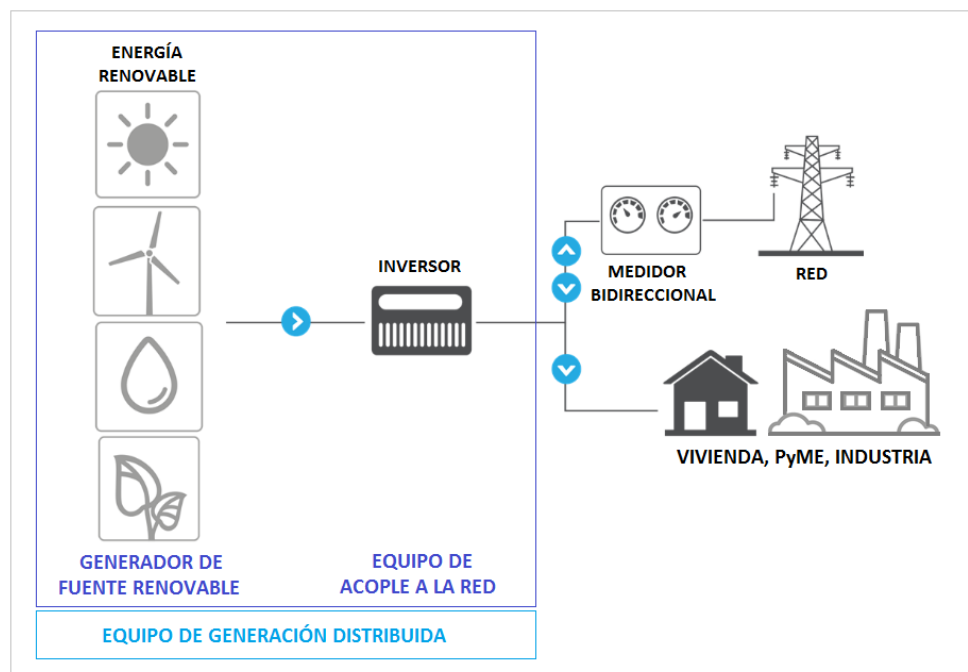 ENERGÍA
RENOVABLE
INVERSOR
MEDIDOR
BIDIRECCIONAL
RED
VIVIENDA, PyME, INDUSTRIA
GENERADOR DE
FUENTE RENOVABLE
EQUIPO DE
ACOPLE A LA RED
EQUIPO DE GENERACIÓN DISTRIBUIDA